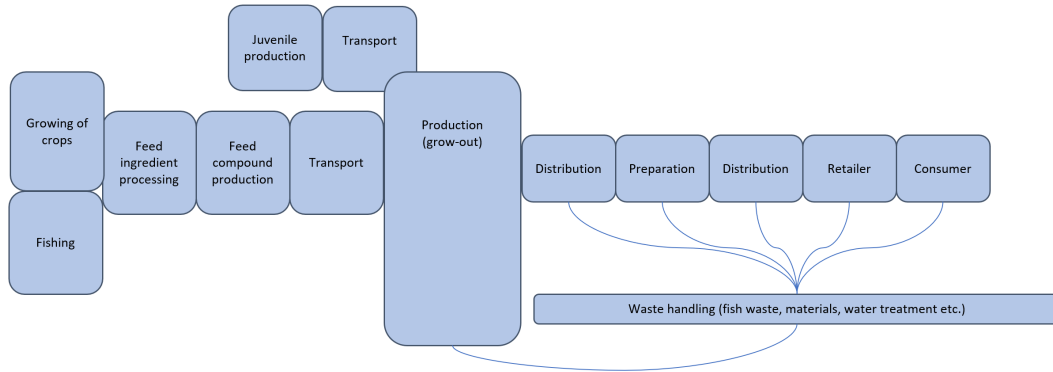 Juvenile
production
Transport
Growing of
crops
Fishing
Feed
ingredient
processing
Feed
compound
production
Transport
Production
(grow-out)
Distribution
Preparation
Distribution
Retailer
Consumer
Waste handling (fish waste, materials, water treatment etc.)